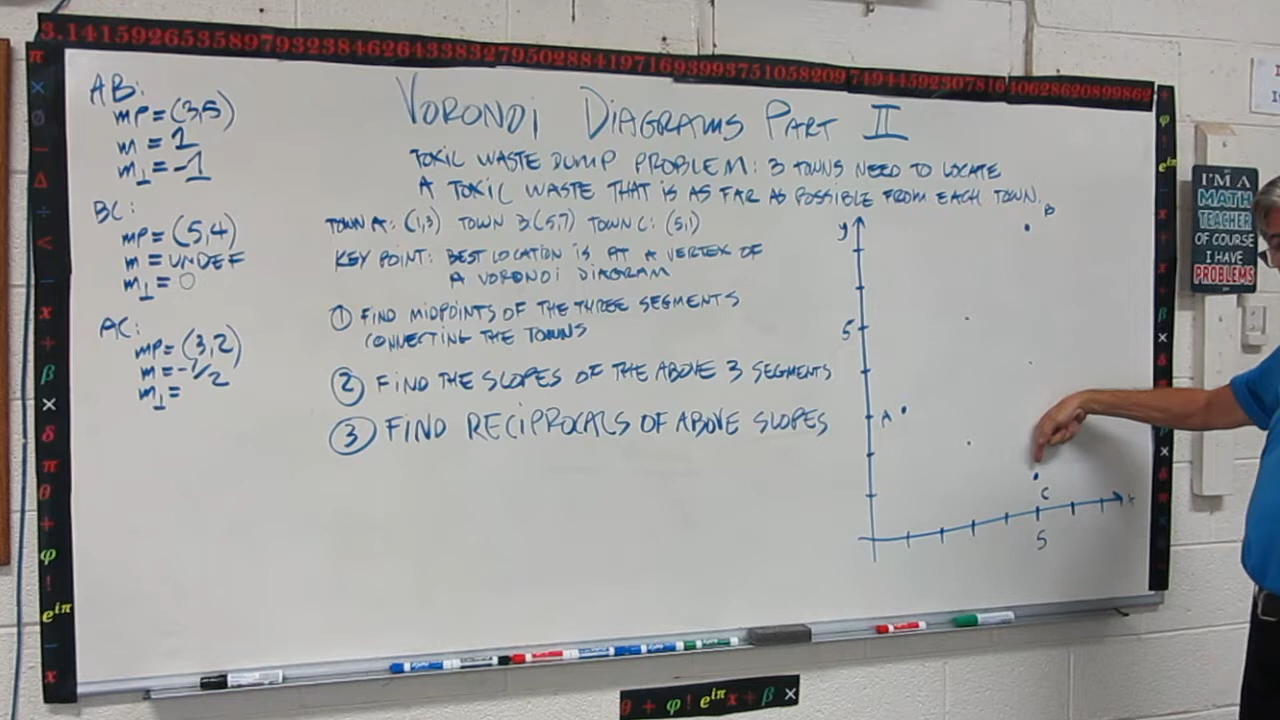 3.14159265358979323846264338327950288419716939937510582097494459230781640628620899862
AB:
MP = (3,5)
m = 1
m⊥ = -1
BC:
MP = (5,4)
m = UNDEF
m⊥ = 0
AC:
MP = (3,2)
m = -1/2
m⊥ =
VORONOI DIAGRAMS PART II
TOXIC WASTE DUMP PROBLEM: 3 TOWNS NEED TO LOCATE
A TOXIC WASTE THAT IS AS FAR AS POSSIBLE FROM EACH TOWN.
TOWN A: (1,3) TOWN B:(5,7) TOWN C: (5,1)
KEY POINT: BEST LOCATION IS AT A VERTEX OF
A VORONOI DIAGRAM
① FIND MIDPOINTS OF THE THREE SEGMENTS
CONNECTING THE TOWNS
② FIND THE SLOPES OF THE ABOVE 3 SEGMENTS
③ FIND RECIPROCALS OF ABOVE SLOPES
y
B
5
A
C
x
5
I'M A
MATH
TEACHER
OF COURSE
I HAVE
PROBLEMS
π
x
Ø
−
Δ
÷
<
−
x
+
β
×
δ
π
θ
+
φ
!
e^iπ
−
x
θ + φ ! e^iπ x + β ×